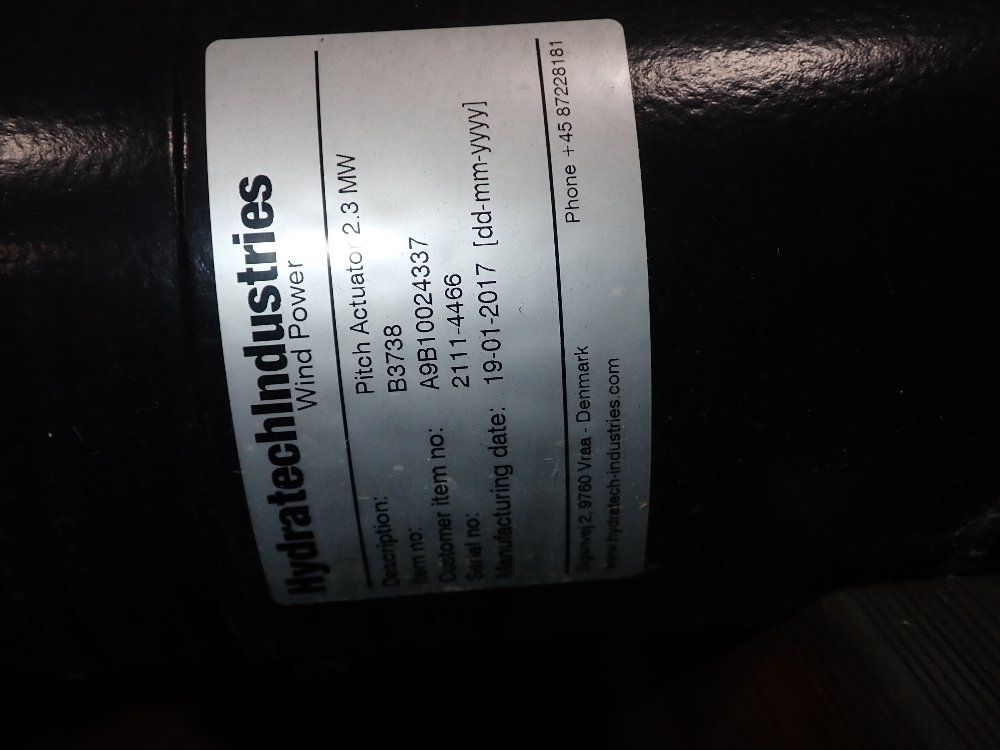 HydratechIndustries
Wind Power
Description: Pitch Actuator 2.3 MW
Item no: B3738
Customer item no: A9B10024337
Serial no: 2111-4466
Manufacturing date: 19-01-2017 [dd-mm-yyyy]
2, 9760 Vraa - Denmark Phone +45 87228181
www.hydratech-industries.com